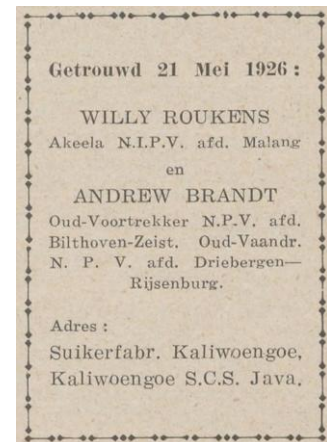 Getrouwd 21 Mei 1926 :
WILLY ROUKENS
Akeela N.I.P.V. afd. Malang
en
ANDREW BRANDT
Oud-Voortrekker N.P.V. afd.
Bilthoven-Zeist. Oud-Vaandr.
N. P. V. afd. Driebergen—
Rijsenburg.
Adres :
Suikerfabr. Kaliwoengoe,
Kaliwoengoe S.C.S. Java.